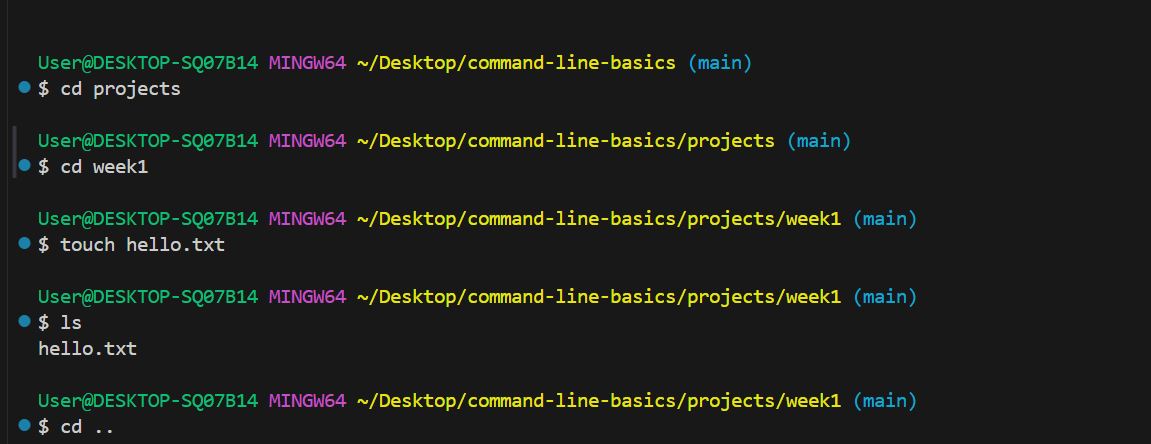 User@DESKTOP-SQ07B14 MINGW64 ~/Desktop/command-line-basics (main)
$ cd projects
User@DESKTOP-SQ07B14 MINGW64 ~/Desktop/command-line-basics/projects (main)
$ cd week1
User@DESKTOP-SQ07B14 MINGW64 ~/Desktop/command-line-basics/projects/week1 (main)
$ touch hello.txt
User@DESKTOP-SQ07B14 MINGW64 ~/Desktop/command-line-basics/projects/week1 (main)
$ ls
hello.txt
User@DESKTOP-SQ07B14 MINGW64 ~/Desktop/command-line-basics/projects/week1 (main)
$ cd ..